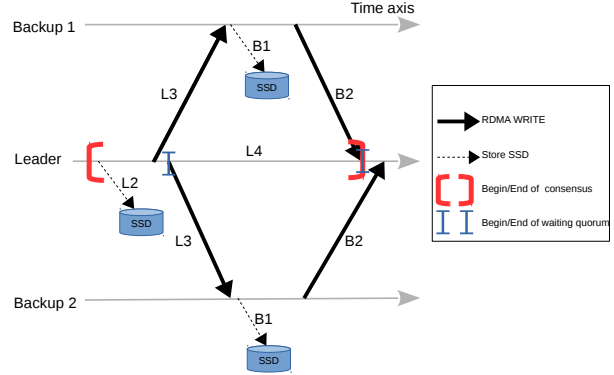 Time axis
Backup 1
B1
SSD
L3
B2
RDMA WRITE
Leader
L4
Store SSD
L2
Begin/End of consensus
SSD
Begin/End of waiting quorum
L3
B2
Backup 2
B1
SSD